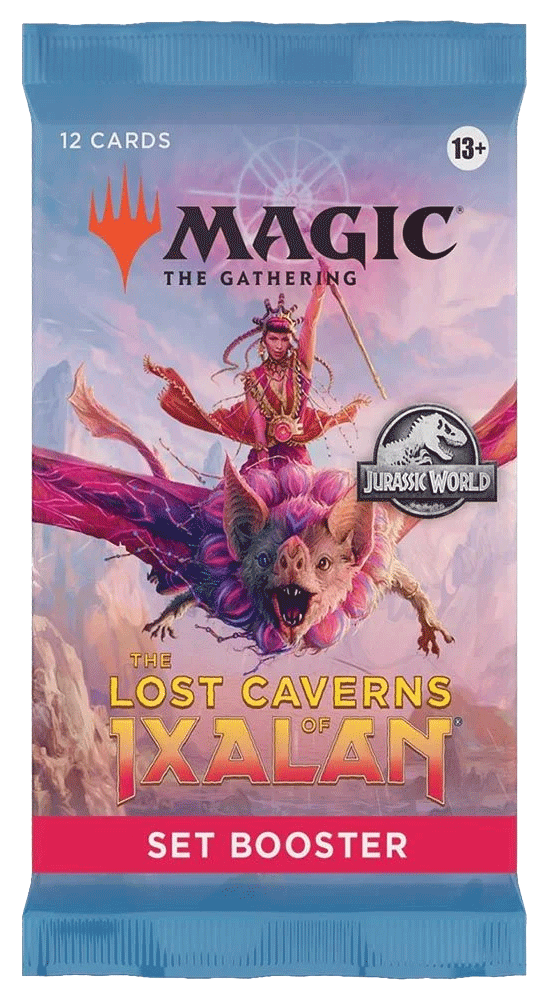 12 CARDS
13+
MAGIC®
THE GATHERING
JURASSIC WORLD
THE
LOST CAVERNS
OF
IXALAN
SET BOOSTER